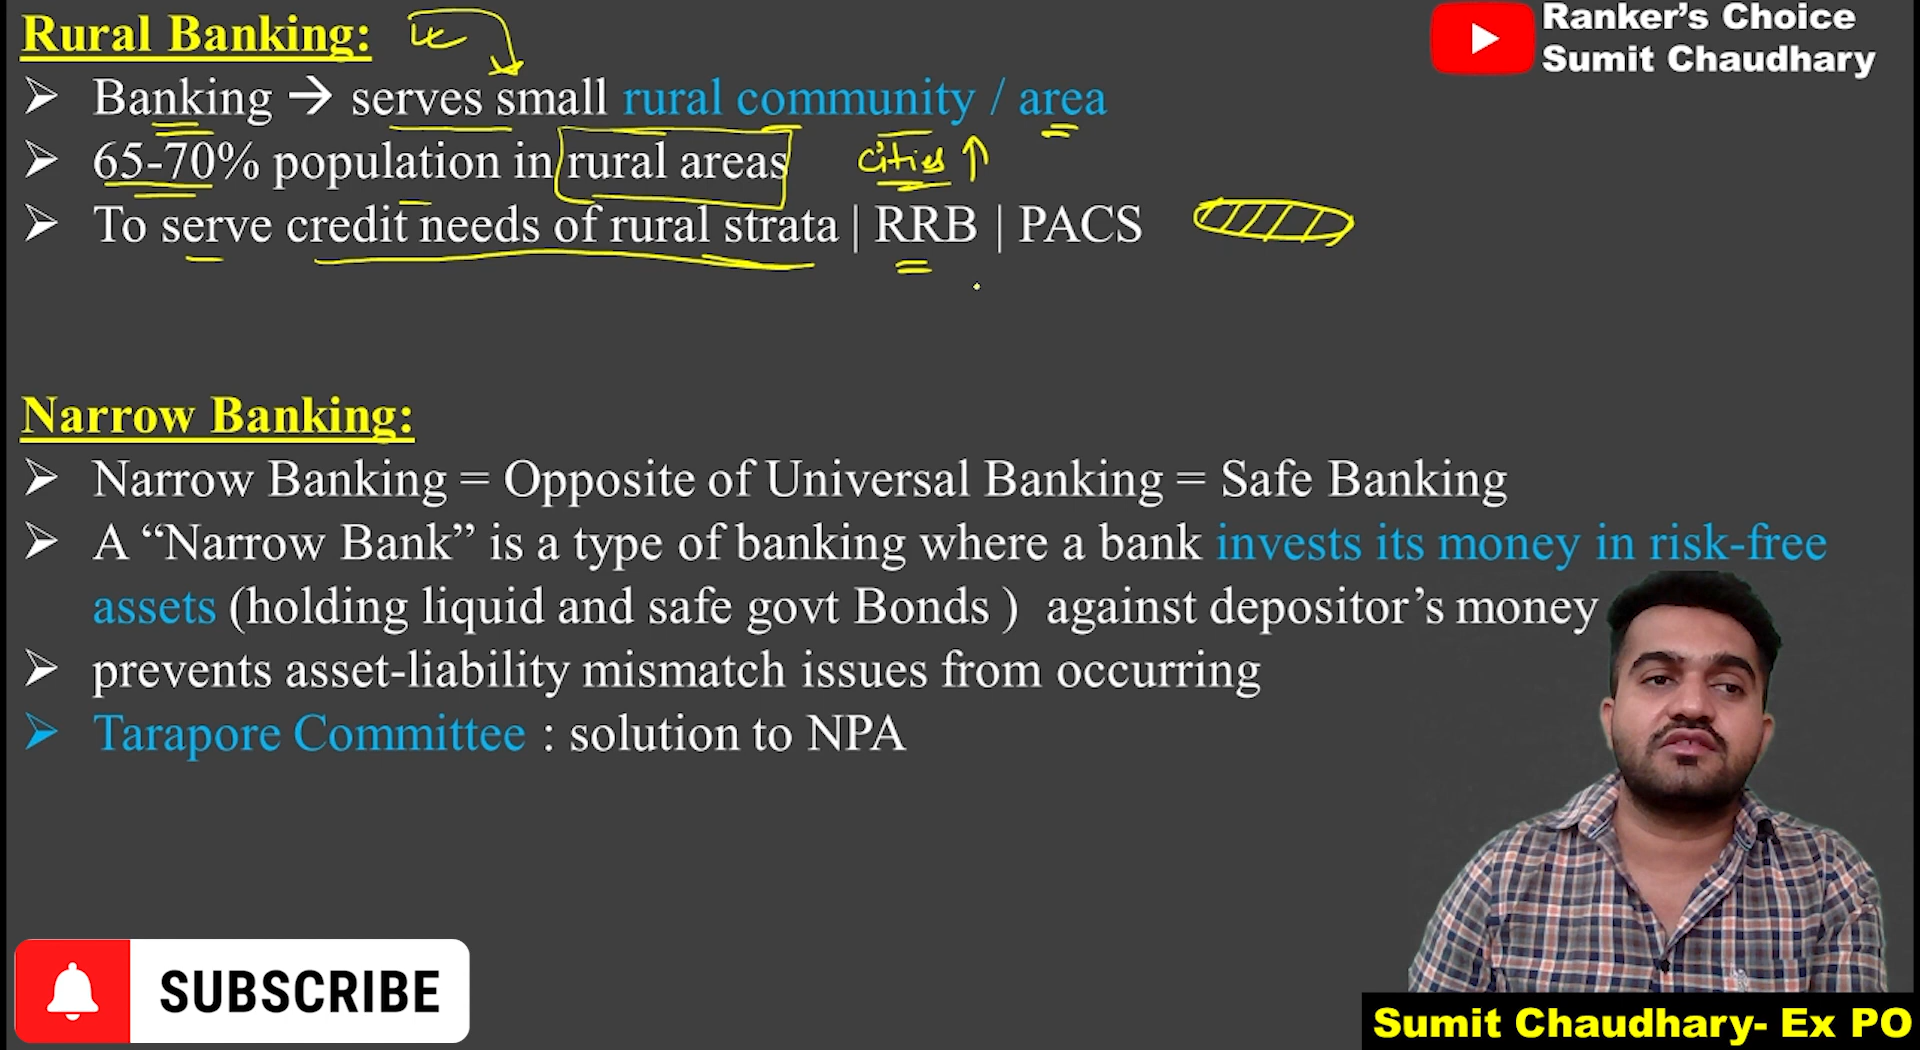 Rural Banking:
Ranker's Choice
Sumit Chaudhary
➢ Banking → serves small rural community / area
➢ 65-70% population in rural areas cities ↑
➢ To serve credit needs of rural strata | RRB | PACS
Narrow Banking:
➢ Narrow Banking = Opposite of Universal Banking = Safe Banking
➢ A “Narrow Bank” is a type of banking where a bank invests its money in risk-free
assets (holding liquid and safe govt Bonds ) against depositor’s money
➢ prevents asset-liability mismatch issues from occurring
➢ Tarapore Committee : solution to NPA
SUBSCRIBE
Sumit Chaudhary- Ex PO